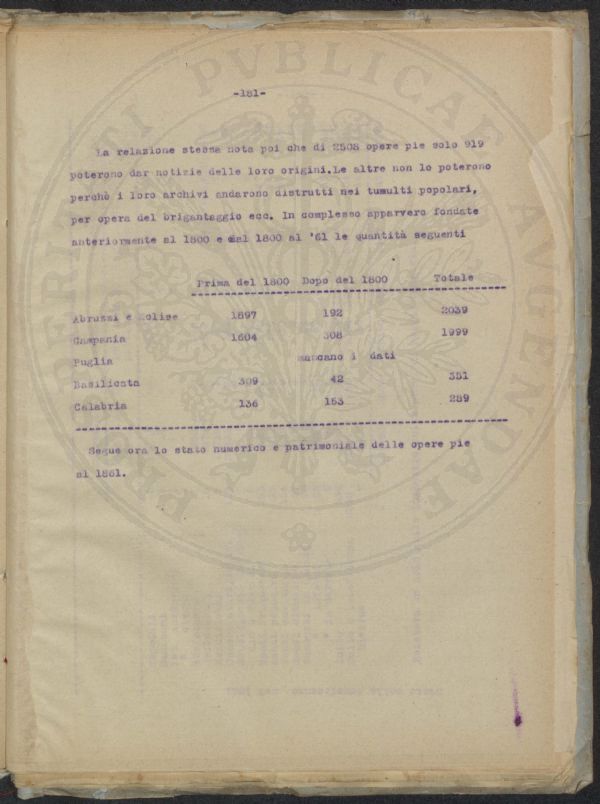 -181-
La relazione stessa nota poi che di 2508 opere pie solo 919
poterono dar notizie delle loro origini.Le altre non lo poterono
perchè i loro archivi andarono distrutti nei tumulti popolari,
per opera del brigantaggio ecc. In complesso apparvero fondate
anteriormente al 1800 e dal 1800 al '61 le quantità seguenti
Prima del 1800 Dopo del 1800 Totale
Abruzzi e Molise 1897 192 2039
Campania 1604 308 1999
Puglia mancano i dati
Basilicata 309 42 351
Calabria 136 153 289
Segue ora lo stato numerico e patrimoniale delle opere pie
al 1861.